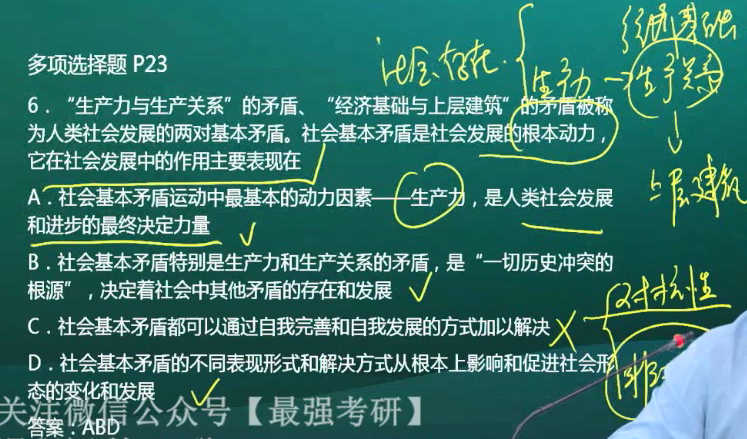 多项选择题 P23
社会存在
生产力
生产关系
经济基础
上层建筑
6．“生产力与生产关系”的矛盾、“经济基础与上层建筑”的矛盾被称
为人类社会发展的两对基本矛盾。社会基本矛盾是社会发展的根本动力，
它在社会发展中的作用主要表现在
A．社会基本矛盾运动中最基本的动力因素——生产力，是人类社会发展
和进步的最终决定力量
B．社会基本矛盾特别是生产力和生产关系的矛盾，是“一切历史冲突的
根源”，决定着社会中其他矛盾的存在和发展
对抗性
C．社会基本矛盾都可以通过自我完善和自我发展的方式加以解决
D．社会基本矛盾的不同表现形式和解决方式从根本上影响和促进社会形
态的变化和发展
关注微信公众号【最强考研】
答案：ABD